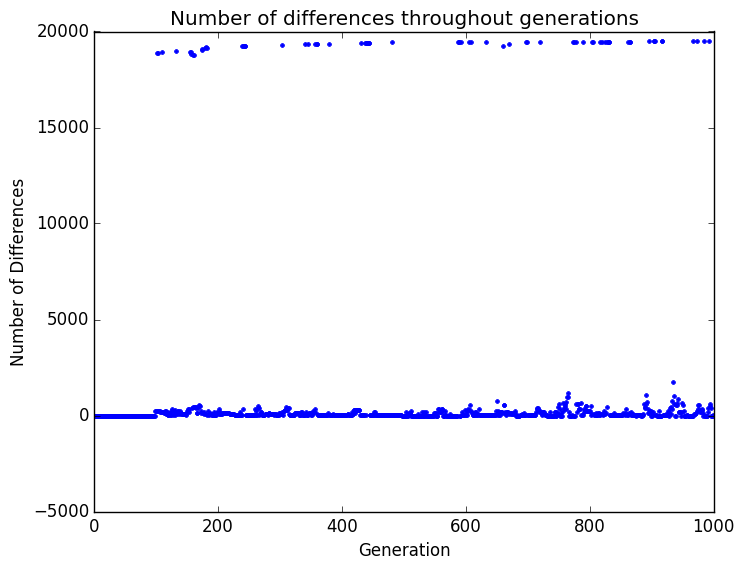 Number of differences throughout generations
20000
15000
10000
5000
0
−5000
Number of Differences
0 200 400 600 800 1000
Generation